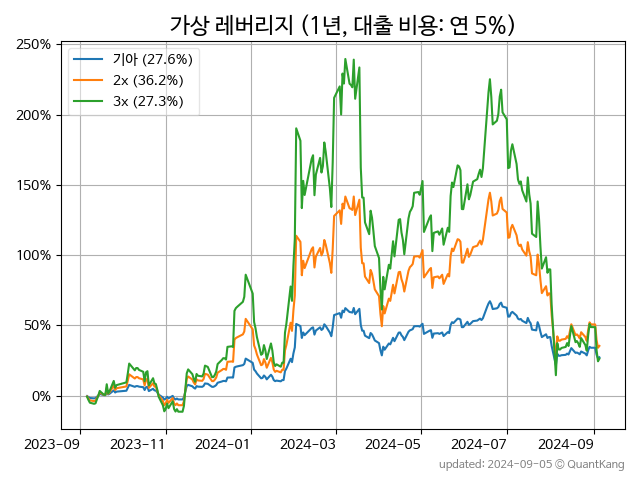 가상 레버리지 (1년, 대출 비용: 연 5%)
250%
200%
150%
100%
50%
0%
기아 (27.6%)
2x (36.2%)
3x (27.3%)
2023-09
2023-11
2024-01
2024-03
2024-05
2024-07
2024-09
updated: 2024-09-05 © QuantKang